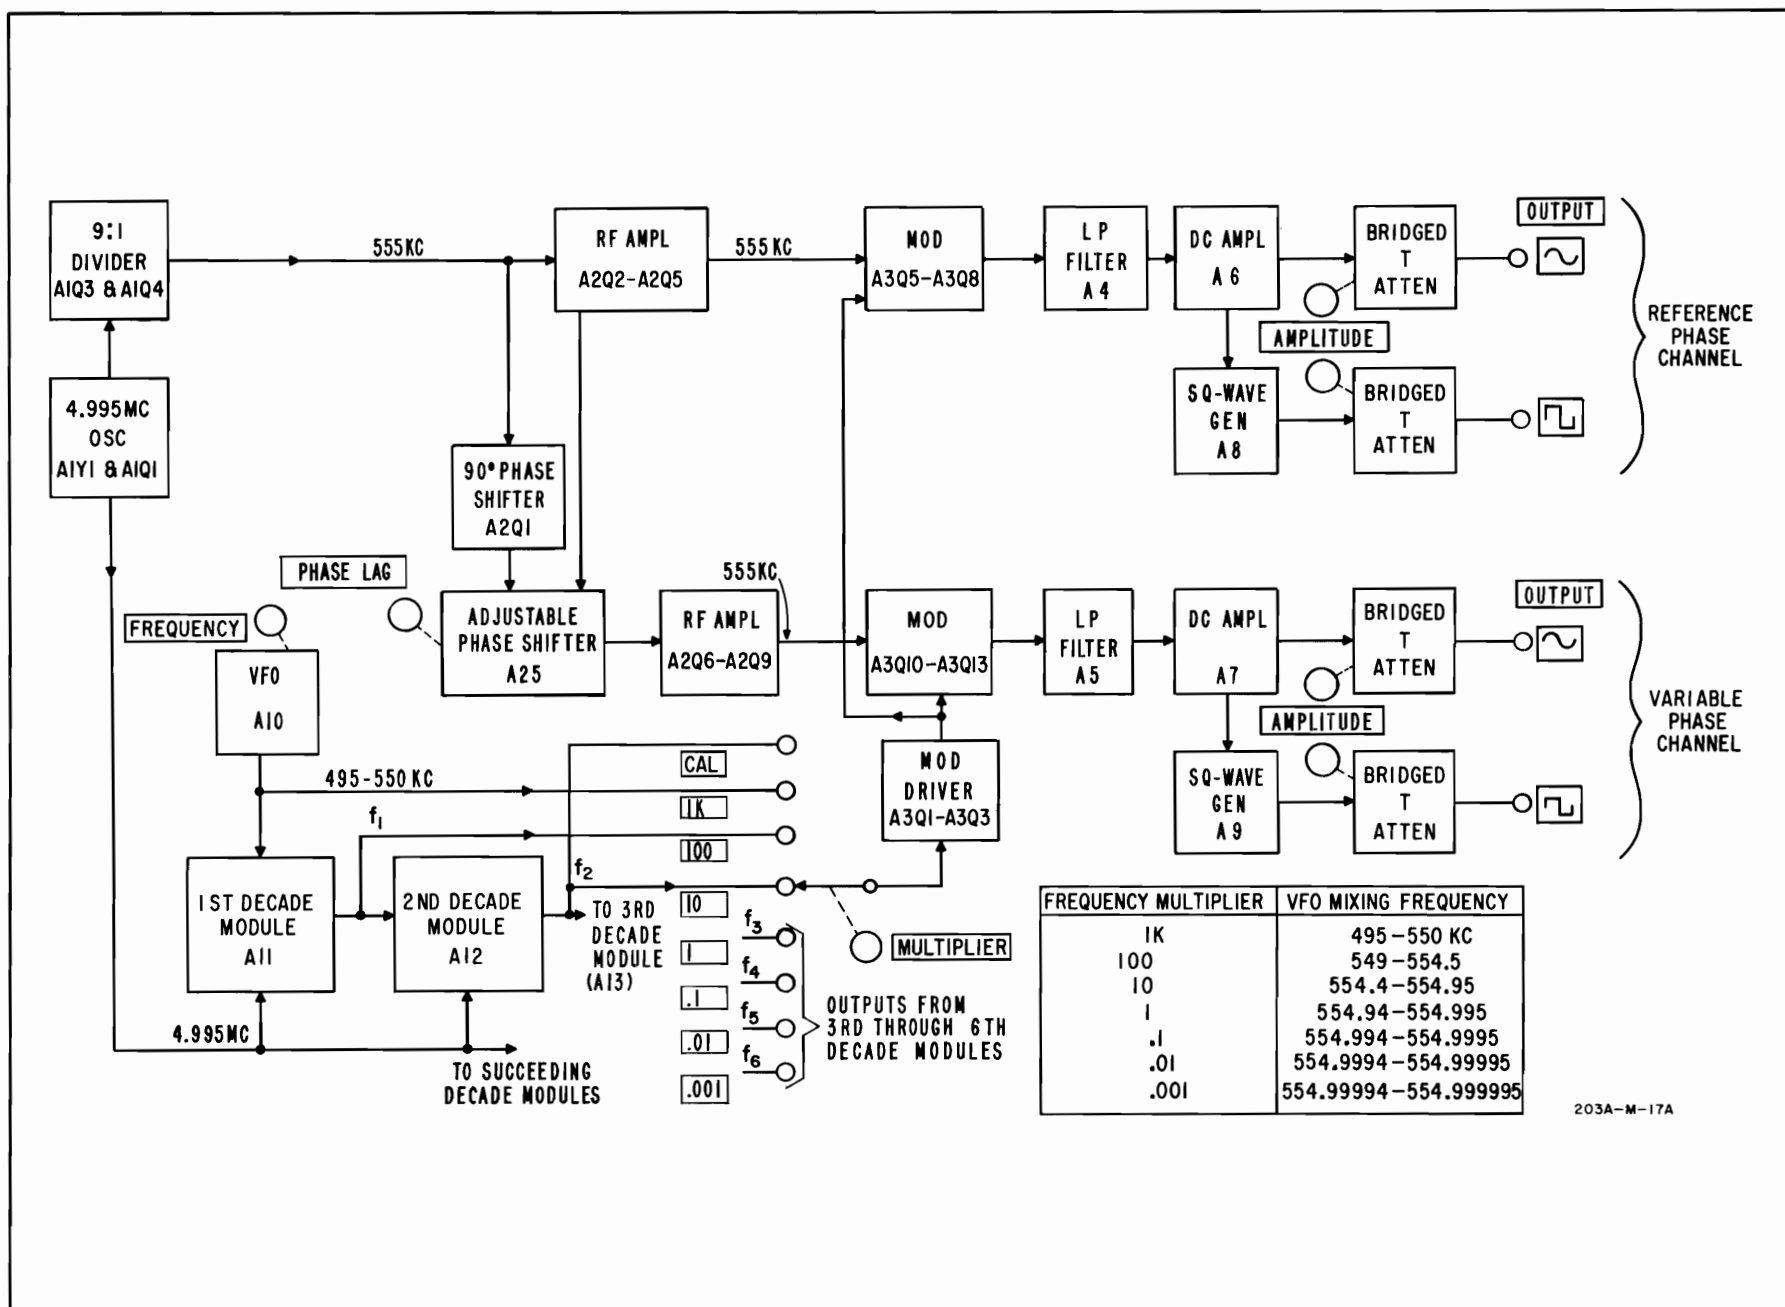 9:1
DIVIDER
A1Q3 & A1Q4
555KC
RF AMPL
A2Q2-A2Q5
555KC
MOD
A3Q5-A3Q8
LP
FILTER
A4
DC AMPL
A6
BRIDGED
T
ATTEN
OUTPUT
AMPLITUDE
REFERENCE
PHASE
CHANNEL
4.995MC
OSC
A1Y1 & A1Q1
90° PHASE
SHIFTER
A2Q1
SQ-WAVE
GEN
A8
BRIDGED
T
ATTEN
PHASE LAG
FREQUENCY
VFO
A10
ADJUSTABLE
PHASE SHIFTER
A25
RF AMPL
A2Q6-A2Q9
555KC
MOD
A3Q10-A3Q13
LP
FILTER
A5
DC AMPL
A7
BRIDGED
T
ATTEN
OUTPUT
AMPLITUDE
VARIABLE
PHASE
CHANNEL
SQ-WAVE
GEN
A9
BRIDGED
T
ATTEN
MOD
DRIVER
A3Q1-A3Q3
495-550 KC
f1
f2
CAL
1K
100
10
1
.1
.01
.001
f3
f4
f5
f6
1ST DECADE
MODULE
A11
2ND DECADE
MODULE
A12
TO 3RD
DECADE
MODULE
(A13)
MULTIPLIER
OUTPUTS FROM
3RD THROUGH 6TH
DECADE MODULES
4.995MC
TO SUCCEEDING
DECADE MODULES
FREQUENCY MULTIPLIER VFO MIXING FREQUENCY
1K 495-550 KC
100 549-554.5
10 554.4-554.95
1 554.94-554.995
.1 554.994-554.9995
.01 554.9994-554.99995
.001 554.99994-554.999995
203A-M-17A